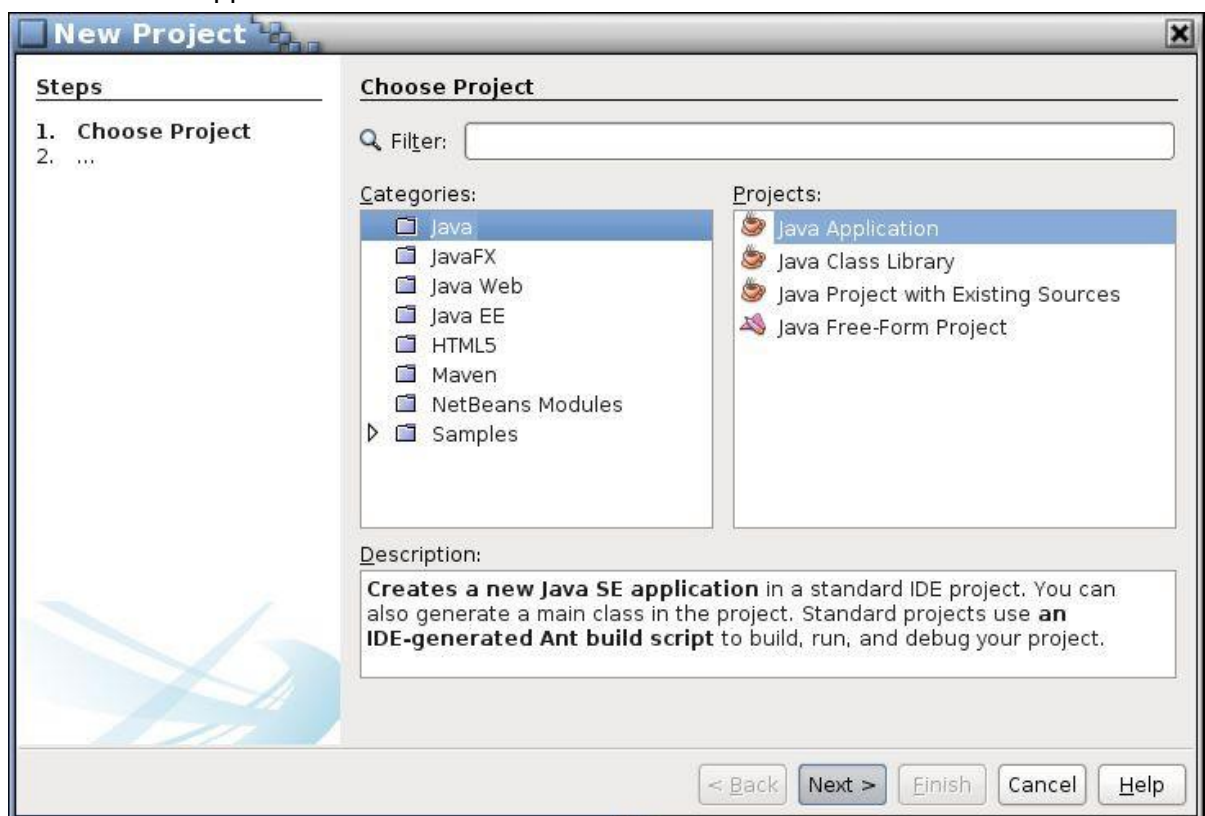 New Project
Steps
1. Choose Project
2. ...
Choose Project
Filter:
Categories:
Java
JavaFX
Java Web
Java EE
HTML5
Maven
NetBeans Modules
Samples
Projects:
Java Application
Java Class Library
Java Project with Existing Sources
Java Free-Form Project
Description:
Creates a new Java SE application in a standard IDE project. You can
also generate a main class in the project. Standard projects use an
IDE-generated Ant build script to build, run, and debug your project.
< Back Next > Finish Cancel Help